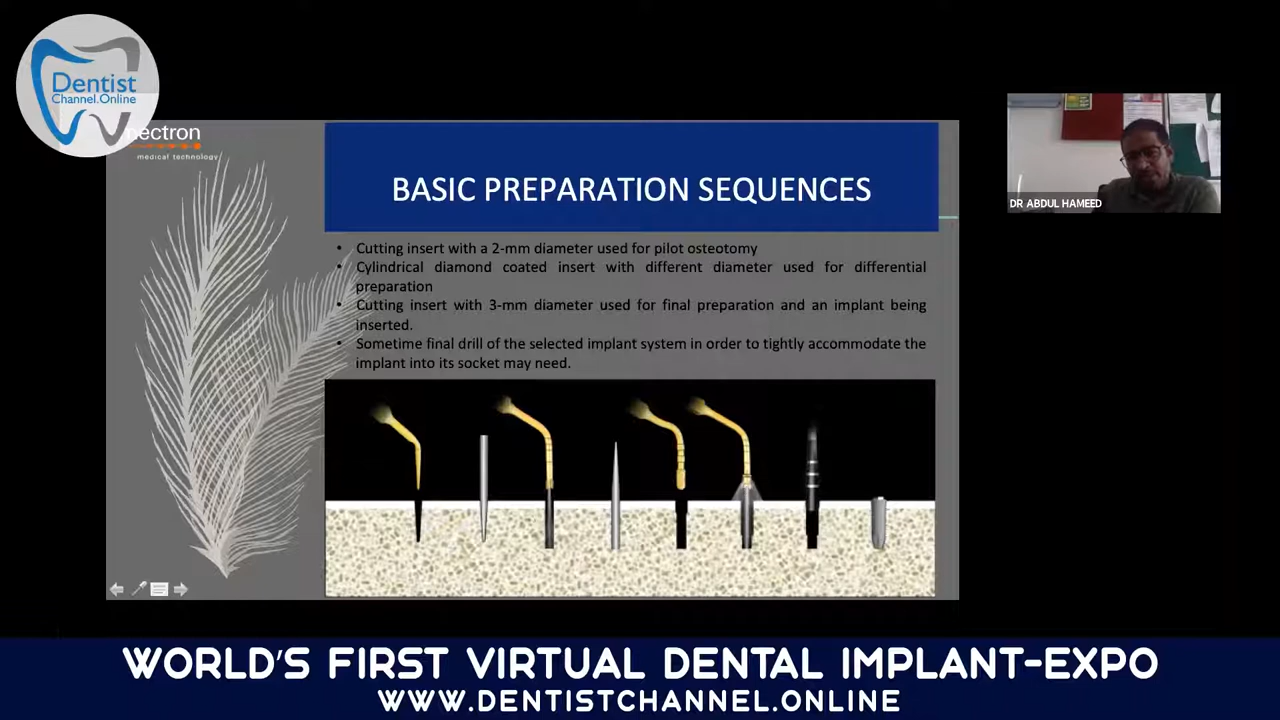 Dentist
Channel.Online
nectron
medical technology
BASIC PREPARATION SEQUENCES
• Cutting insert with a 2-mm diameter used for pilot osteotomy
• Cylindrical diamond coated insert with different diameter used for differential
preparation
• Cutting insert with 3-mm diameter used for final preparation and an implant being
inserted.
• Sometime final drill of the selected implant system in order to tightly accommodate the
implant into its socket may need.
DR ABDUL HAMEED
WORLD'S FIRST VIRTUAL DENTAL IMPLANT-EXPO
WWW.DENTISTCHANNEL.ONLINE